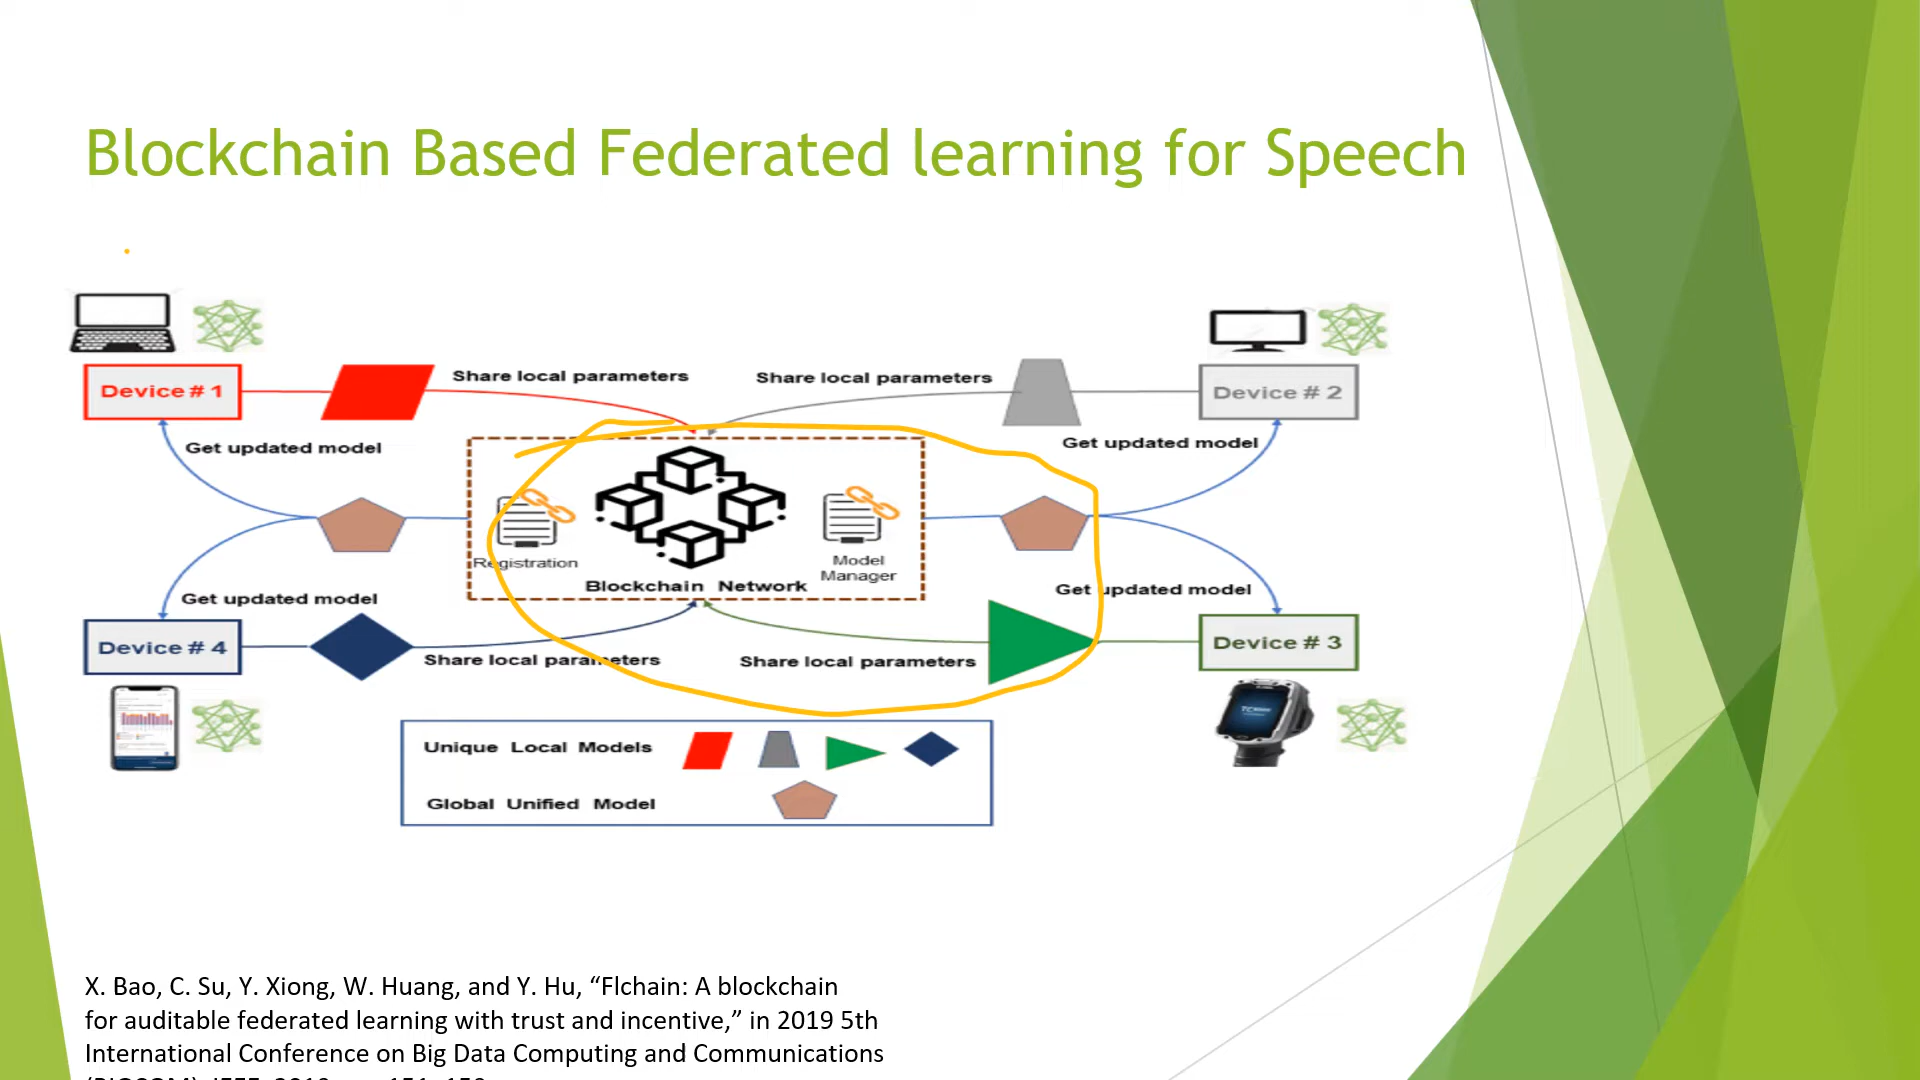 Blockchain Based Federated learning for Speech
Share local parameters
Share local parameters
Device # 1
Device # 2
Get updated model
Get updated model
Registration
Model
Manager
Blockchain Network
Get updated model
Get updated model
Device # 4
Device # 3
Share local parameters
Share local parameters
Unique Local Models
Global Unified Model
X. Bao, C. Su, Y. Xiong, W. Huang, and Y. Hu, “Flchain: A blockchain
for auditable federated learning with trust and incentive,” in 2019 5th
International Conference on Big Data Computing and Communications